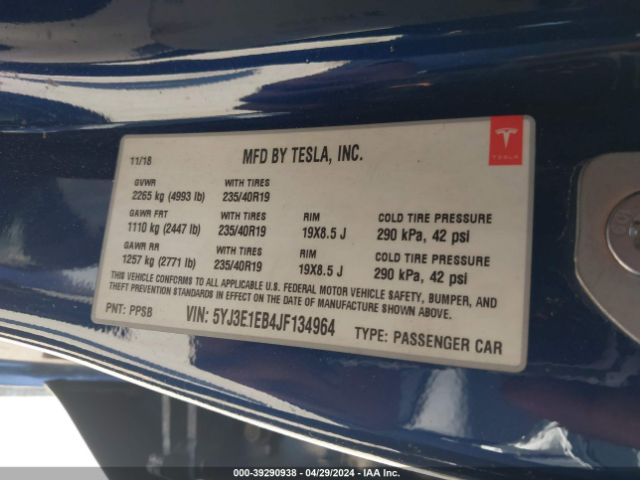 11/18 MFD BY TESLA, INC. TESLA
GVWR WITH TIRES
2265 kg (4993 lb) 235/40R19
GAWR FRT WITH TIRES RIM COLD TIRE PRESSURE
1110 kg (2447 lb) 235/40R19 19X8.5 J 290 kPa, 42 psi
GAWR RR WITH TIRES RIM COLD TIRE PRESSURE
1257 kg (2771 lb) 235/40R19 19X8.5 J 290 kPa, 42 psi
THIS VEHICLE CONFORMS TO ALL APPLICABLE U.S. FEDERAL MOTOR VEHICLE SAFETY, BUMPER, AND
THEFT PREVENTION STANDARDS IN EFFECT ON THE DATE OF MANUFACTURE SHOWN ABOVE.
PNT: PPSB VIN: 5YJ3E1EB4JF134964 TYPE: PASSENGER CAR
000-39290938 - 04/29/2024 - IAA Inc.